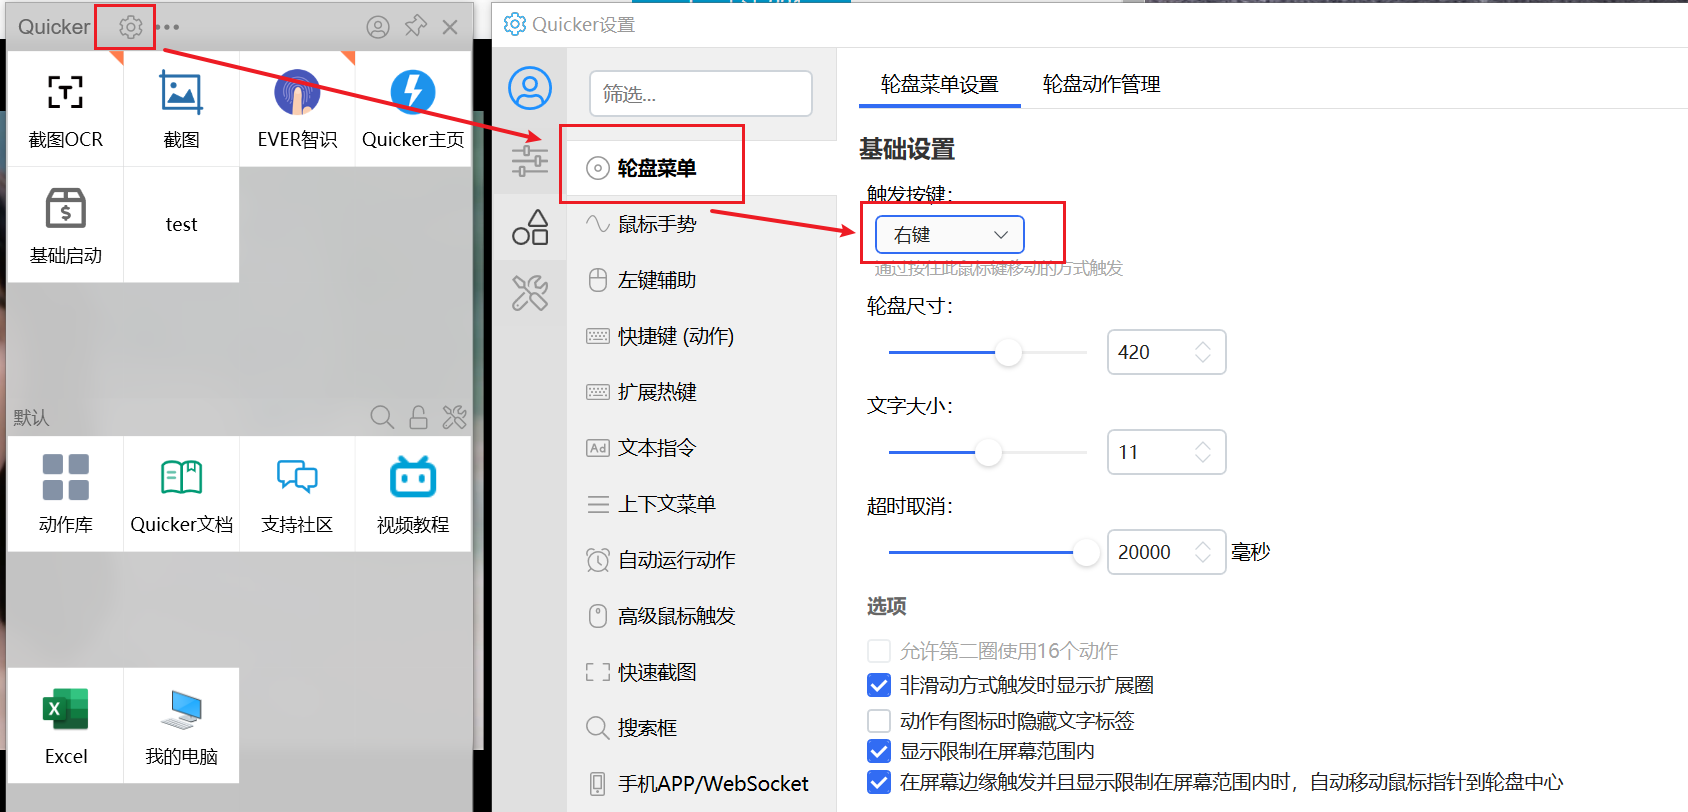 Quicker
截图OCR
截图
EVER智识
Quicker主页
基础启动
test
默认
动作库
Quicker文档
支持社区
视频教程
Excel
我的电脑
Quicker设置
筛选...
轮盘菜单
鼠标手势
左键辅助
快捷键 (动作)
扩展热键
Ad 文本指令
上下文菜单
自动运行动作
高级鼠标触发
快速截图
搜索框
手机APP/WebSocket
轮盘菜单设置
轮盘动作管理
基础设置
触发按键：
右键
通过按住此鼠标键移动的方式触发
轮盘尺寸：
420
文字大小：
11
超时取消：
20000 毫秒
选项
允许第二圈使用16个动作
非滑动方式触发时显示扩展圈
动作有图标时隐藏文字标签
显示限制在屏幕范围内
在屏幕边缘触发并且显示限制在屏幕范围内时，自动移动鼠标指针到轮盘中心